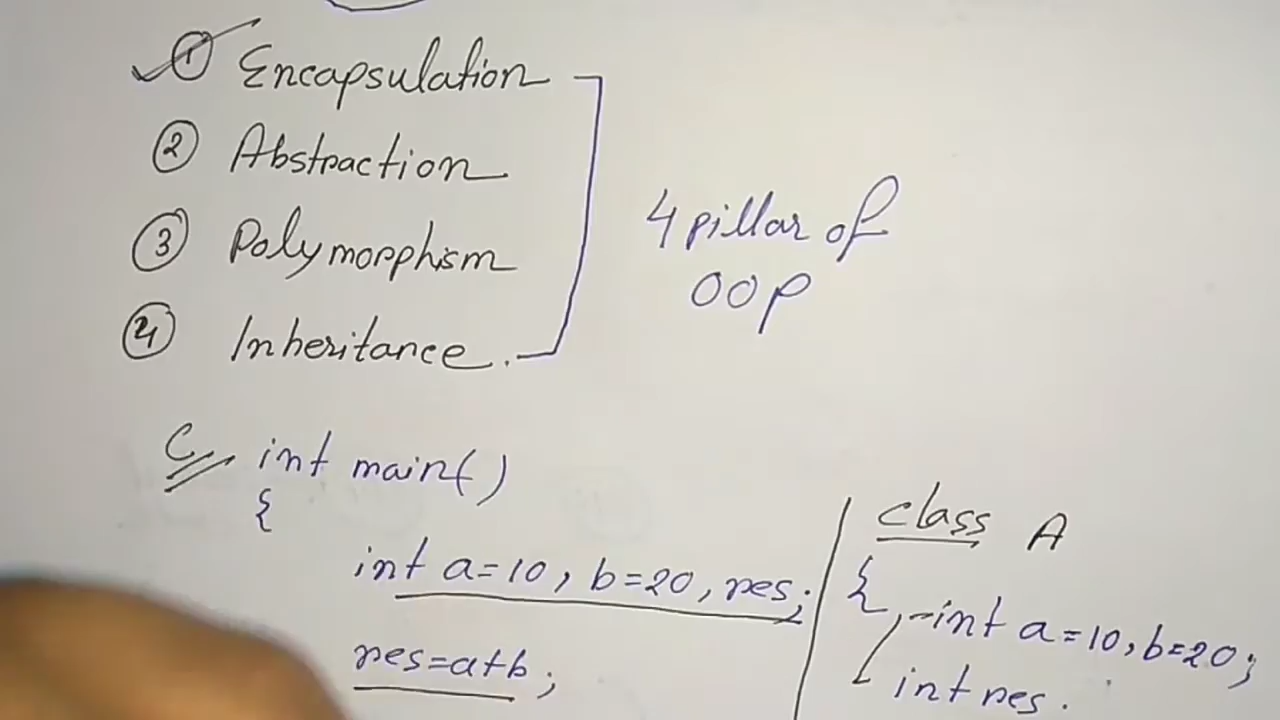 ① Encapsulation
② Abstraction
③ Polymorphism
④ Inheritance.
4 pillar of
OOP
C int main()
{
int a=10, b=20, res;
res=a+b;
class A
{
int a=10, b=20;
int res.